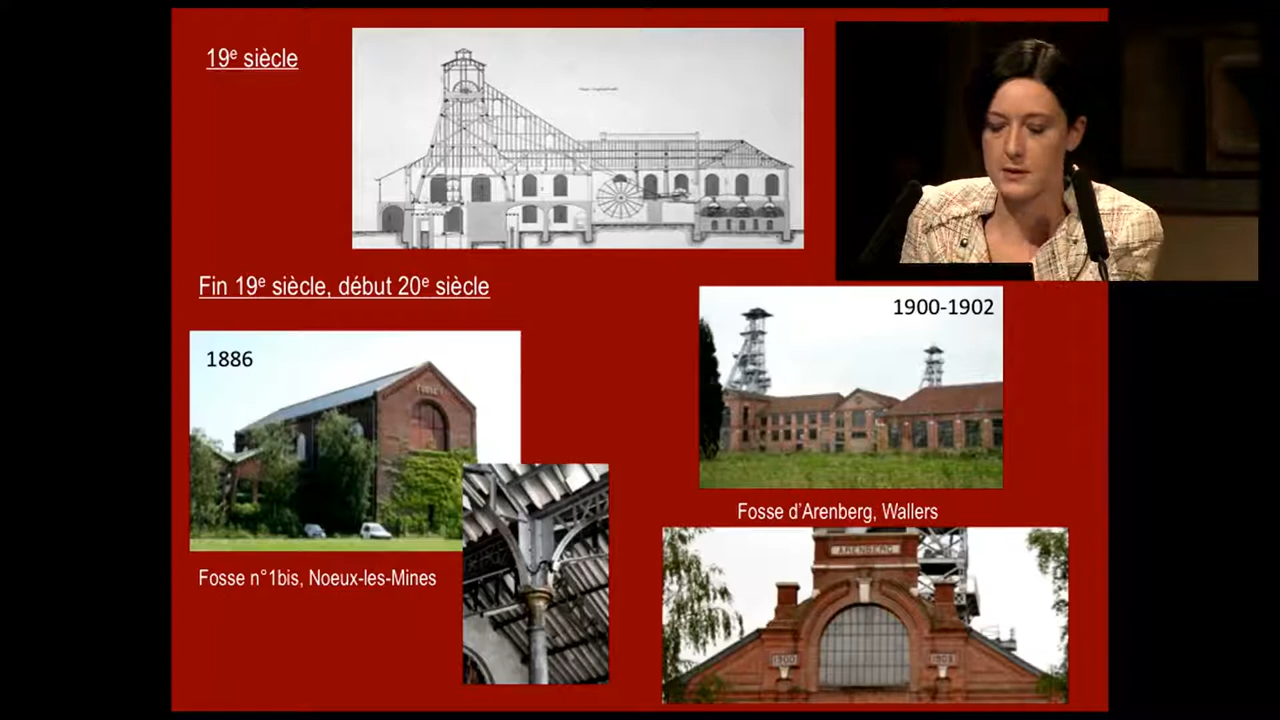 19e siècle
Fin 19e siècle, début 20e siècle
1886
1900-1902
Fosse d'Arenberg, Wallers
Fosse n°1bis, Noeux-les-Mines
ARENBERG
1900